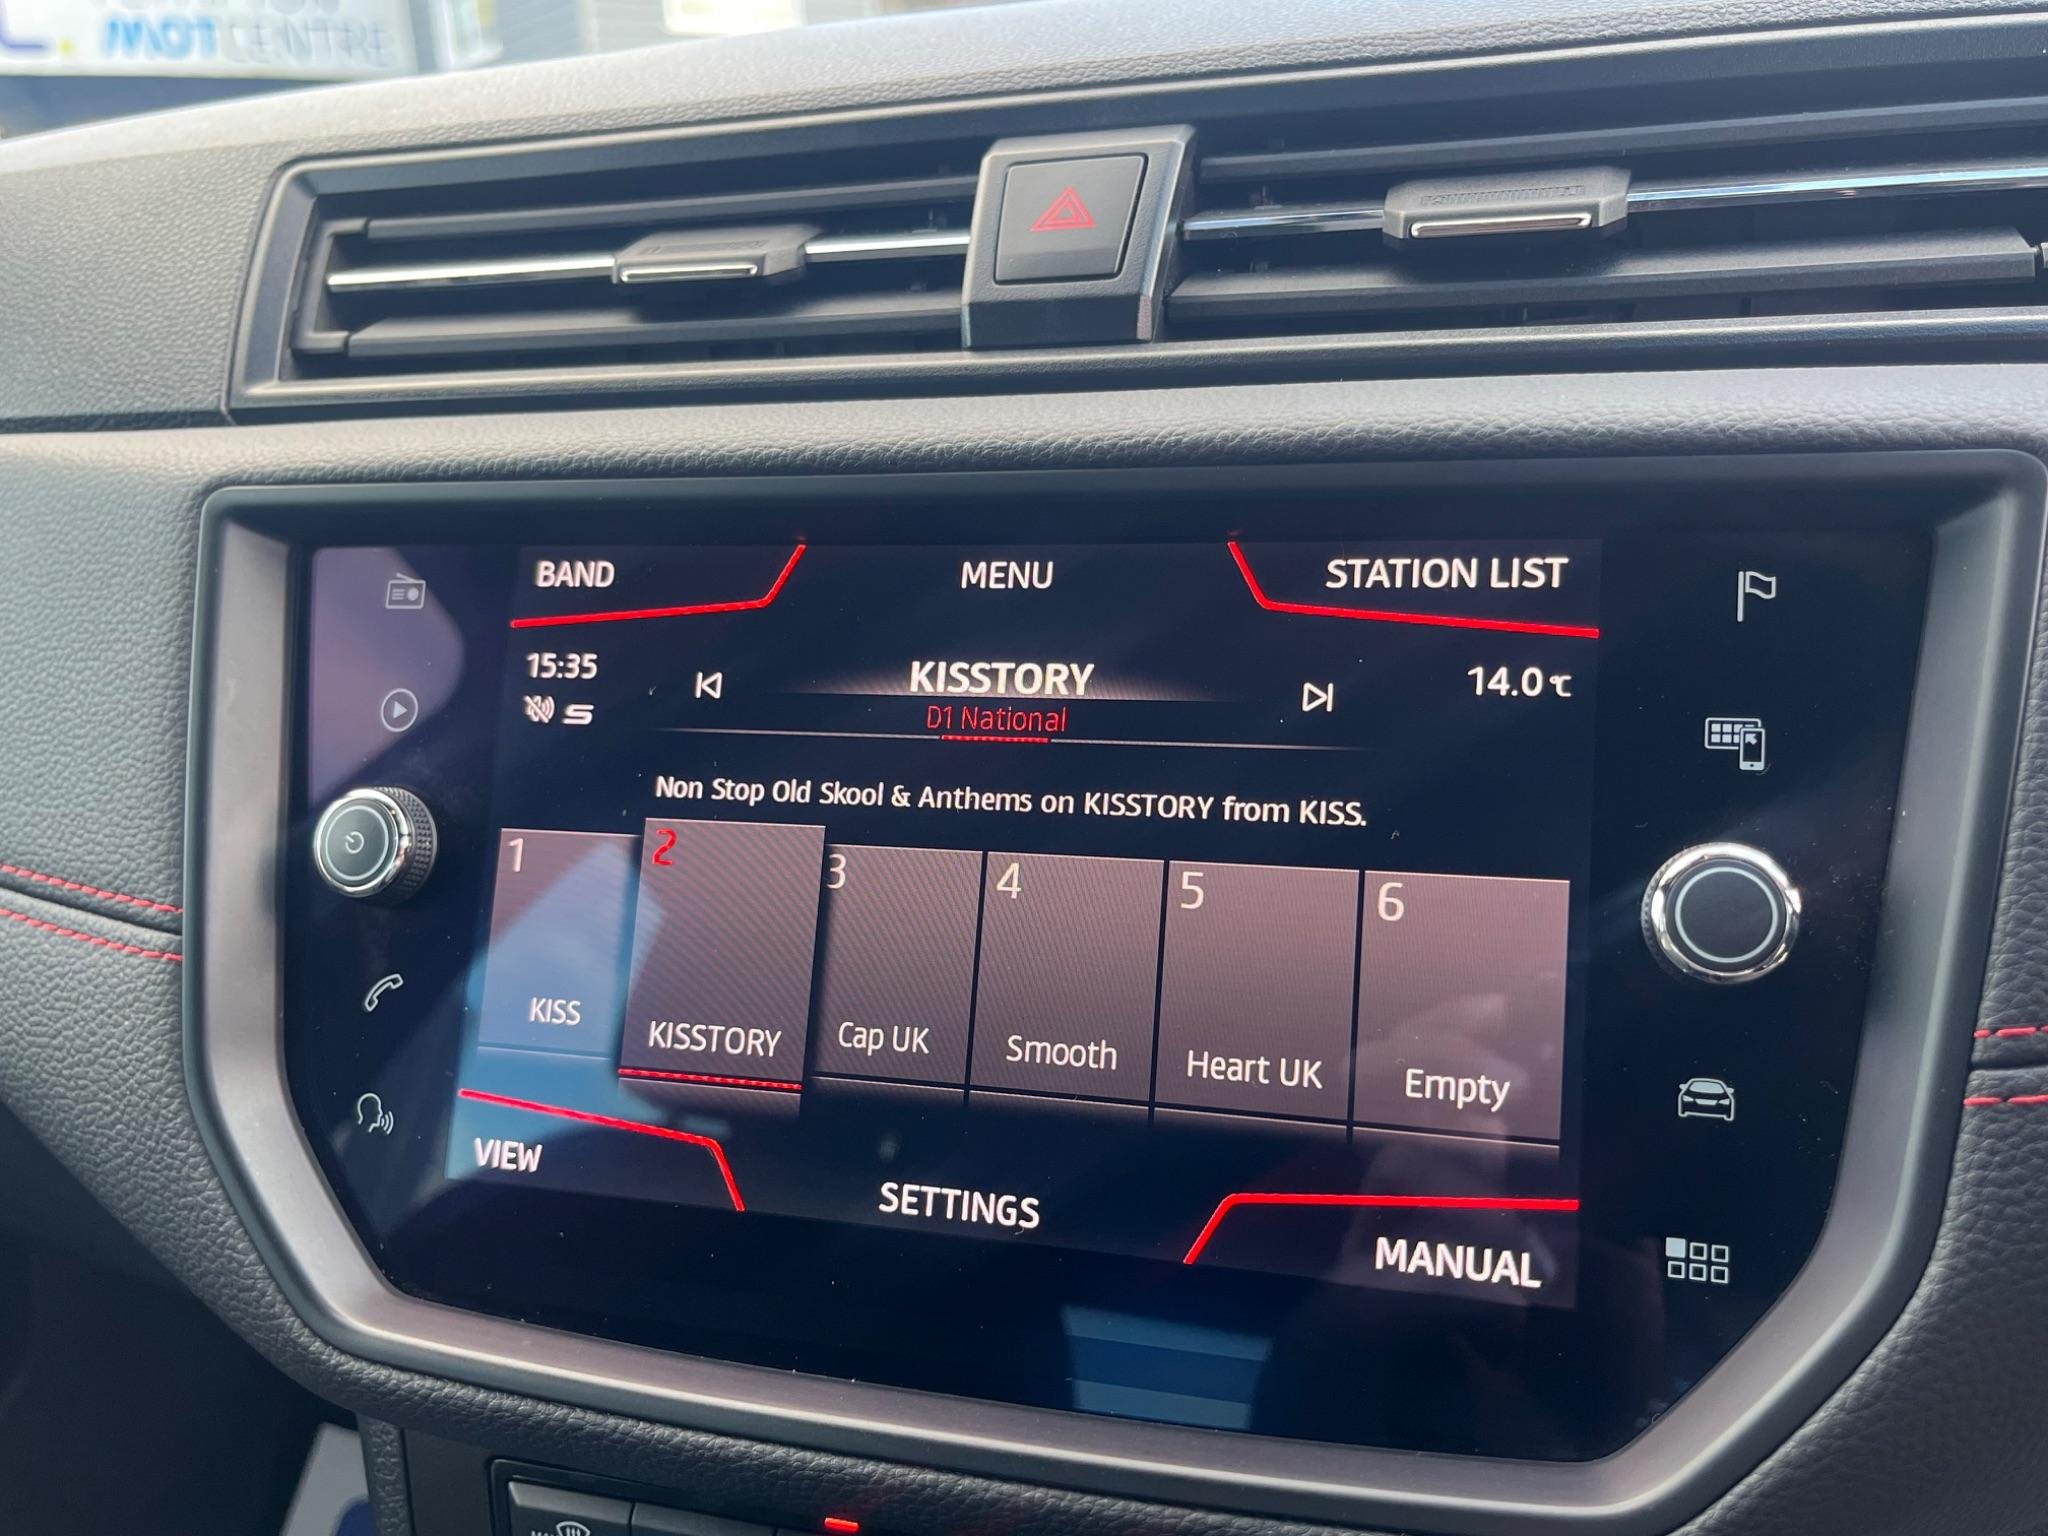 MOT CENTRE
BAND
MENU
STATION LIST
15:35
KISSTORY
14.0℃
D1 National
Non Stop Old Skool & Anthems on KISSTORY from KISS.
1
2
3
4
5
6
KISS
KISSTORY
Cap UK
Smooth
Heart UK
Empty
VIEW
SETTINGS
MANUAL